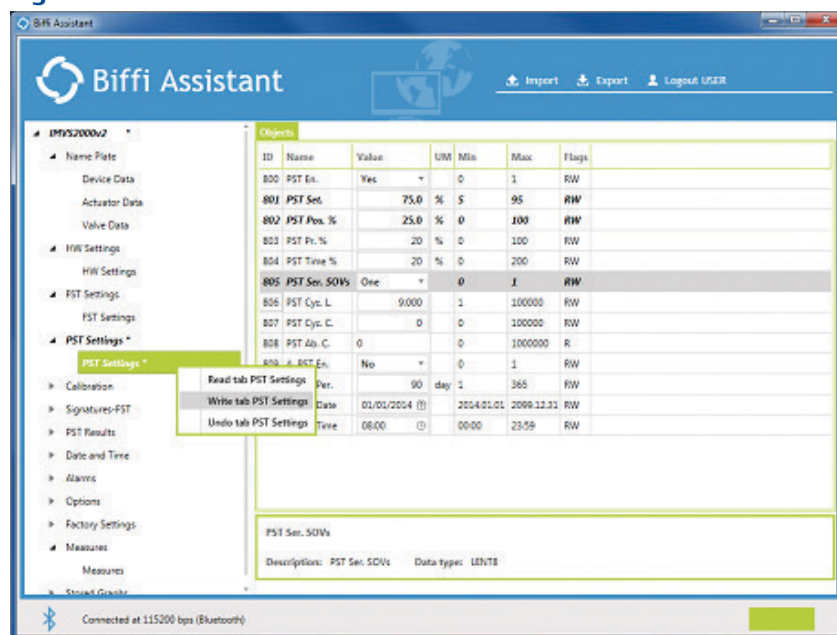 Biffi Assistant
Biffi Assistant
Import Export Logout USER
IMVS2000v2 *
Name Plate
Device Data
Actuator Data
Valve Data
HW Settings
HW Settings
FST Settings
FST Settings
PST Settings *
PST Settings *
Calibration
Signatures-FST
PST Results
Date and Time
Alarms
Options
Factory Settings
Measures
Measures
Stored Graphs
Read tab PST Settings
Write tab PST Settings
Undo tab PST Settings
Objects
ID Name Value UM Min Max Flags
800 PST En. Yes 0 1 RW
801 PST Set. 75.0 % 5 95 RW
802 PST Pos. % 25.0 % 0 100 RW
803 PST Pr. % 20 % 0 100 RW
804 PST Time % 20 % 0 200 RW
805 PST Ser. SOVs One 0 1 RW
806 PST Cyc. L. 9.000 1 100000 RW
807 PST Cyc. C. 0 0 100000 RW
808 PST Ab. C. 0 0 1000000 R
809 A. PST En. No 0 1 RW
Per. 90 day 1 365 RW
Date 01/01/2014 2014.01.01 2099.12.31 RW
Time 08:00 00:00 23:59 RW
PST Ser. SOVs
Description: PST Ser. SOVs Data type: LENT8
Connected at 115200 bps (Bluetooth)